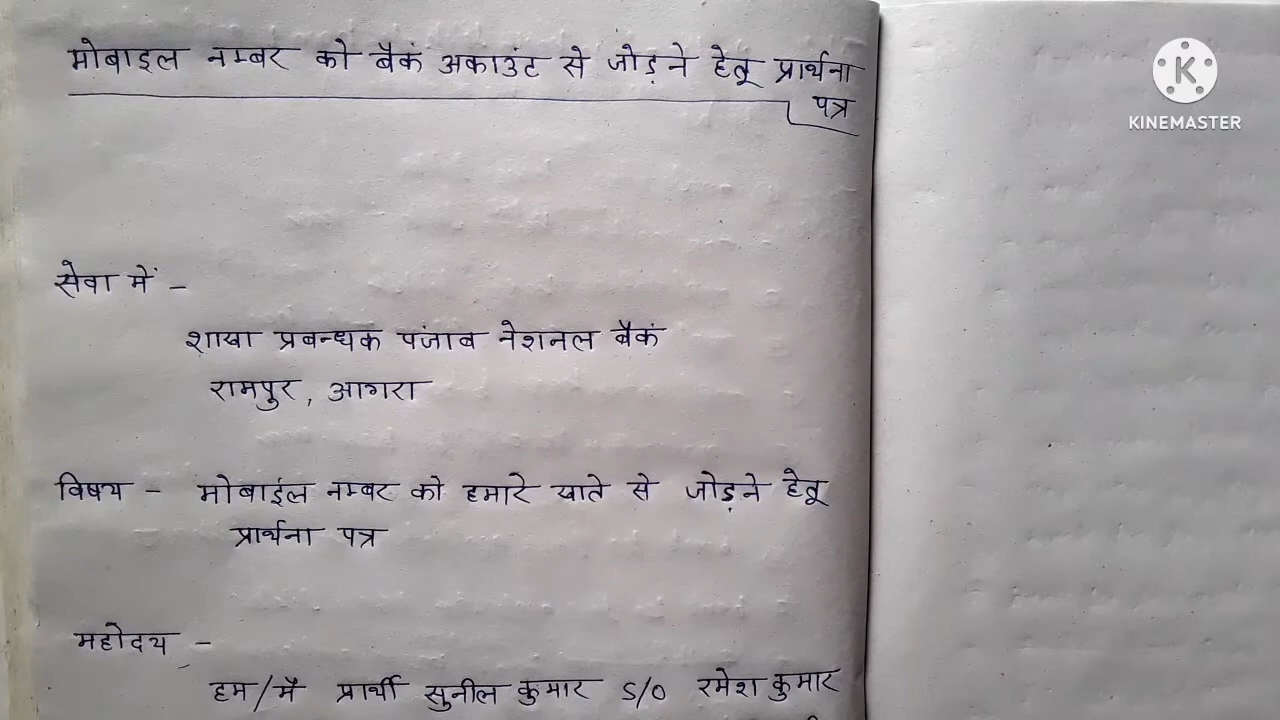 मोबाइल नम्बर को बैकं अकाउंट से जोड़ने हेतू प्रार्थना
पत्र
KINEMASTER
सेवा में -
शाखा प्रबन्धक पंजाब नेशनल बैकं
रामपुर, आगरा
विषय - मोबाईल नम्बर को हमारे खाते से जोड़ने हेतू
प्रार्थना पत्र
महोदय -
हम/मै प्रार्थी सुनील कुमार S/O रमेश कुमार